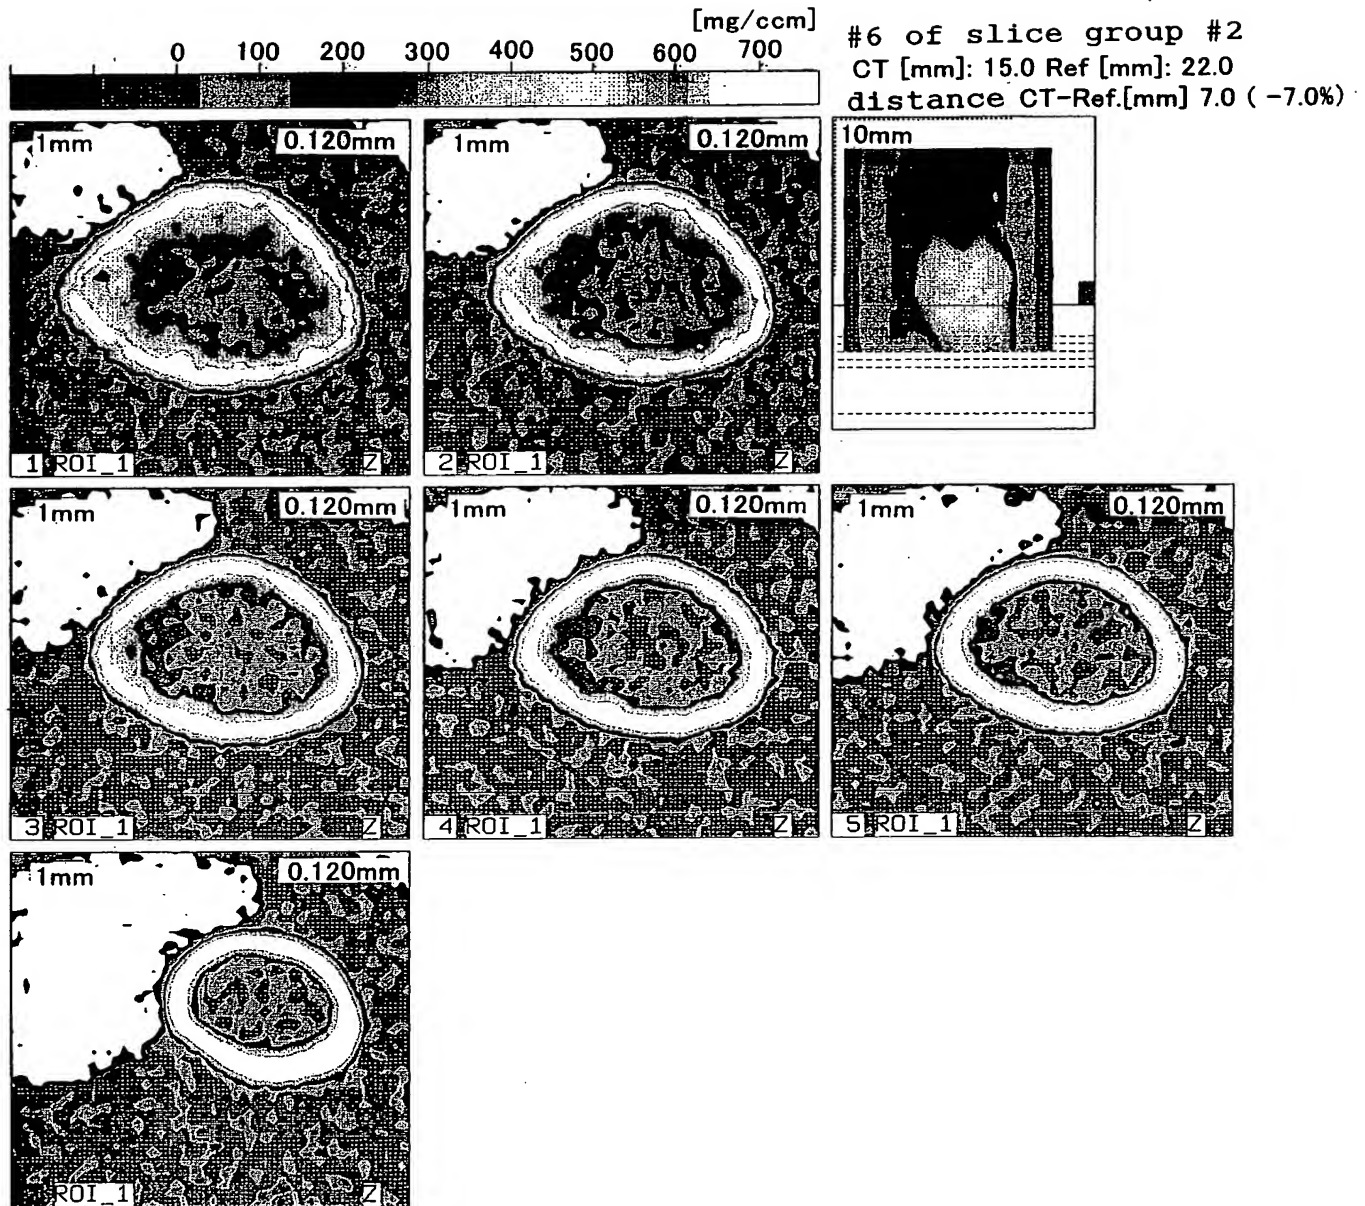 [mg/ccm]
0 100 200 300 400 500 600 700
#6 of slice group #2
CT [mm]: 15.0 Ref [mm]: 22.0
distance CT-Ref.[mm] 7.0 ( -7.0%)
1mm 0.120mm
1 ROI_1 Z
1mm 0.120mm
2 ROI_1 Z
10mm
1mm 0.120mm
3 ROI_1 Z
1mm 0.120mm
4 ROI_1 Z
1mm 0.120mm
5 ROI_1 Z
1mm 0.120mm
ROI_1 Z